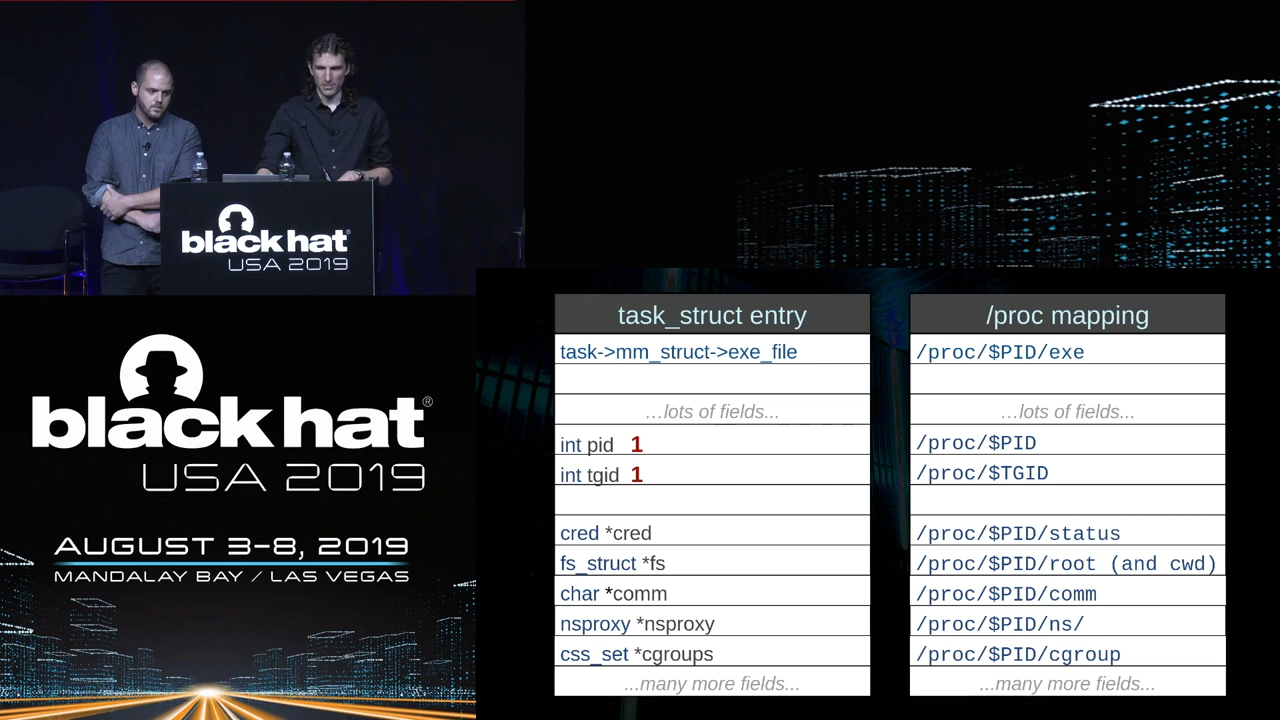 black hat
USA 2019
black hat®
USA 2019
AUGUST 3-8, 2019
MANDALAY BAY / LAS VEGAS
task_struct entry
task->mm_struct->exe_file
...lots of fields...
int pid 1
int tgid 1
cred *cred
fs_struct *fs
char *comm
nsproxy *nsproxy
css_set *cgroups
...many more fields...
/proc mapping
/proc/$PID/exe
...lots of fields...
/proc/$PID
/proc/$TGID
/proc/$PID/status
/proc/$PID/root (and cwd)
/proc/$PID/comm
/proc/$PID/ns/
/proc/$PID/cgroup
...many more fields...